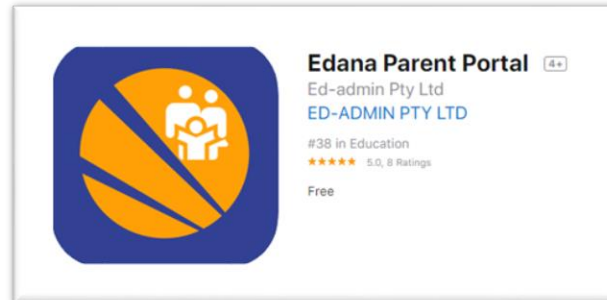 Edana Parent Portal 4+
Ed-admin Pty Ltd
ED-ADMIN PTY LTD
#38 in Education
★★★★★ 5.0, 8 Ratings
Free